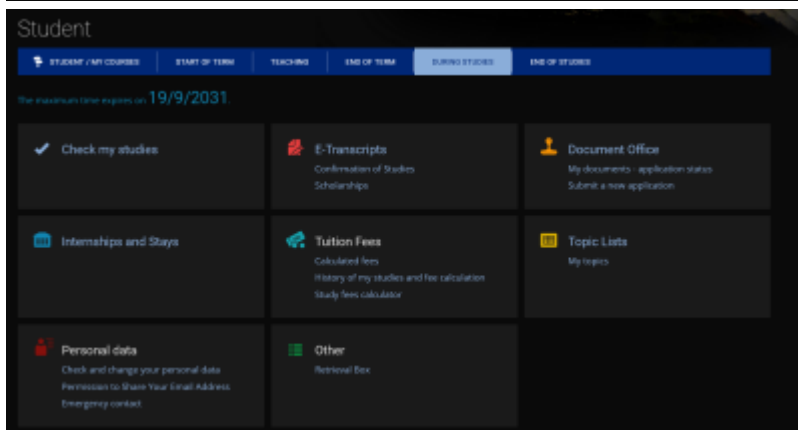 Student
STUDENT / MY COURSES START OF TERM TEACHING END OF TERM DURING STUDIES END OF STUDIES
The maximum time expires on 19/9/2031.
Check my studies
E-Transcripts
Confirmation of Studies
Scholarships
Document Office
My documents - application status
Submit a new application
Internships and Stays
Tuition Fees
Calculated fees
History of my studies and fee calculation
Study fees calculator
Topic Lists
My topics
Personal data
Check and change your personal data
Permission to Share Your Email Address
Emergency contact
Other
Retrieval Box